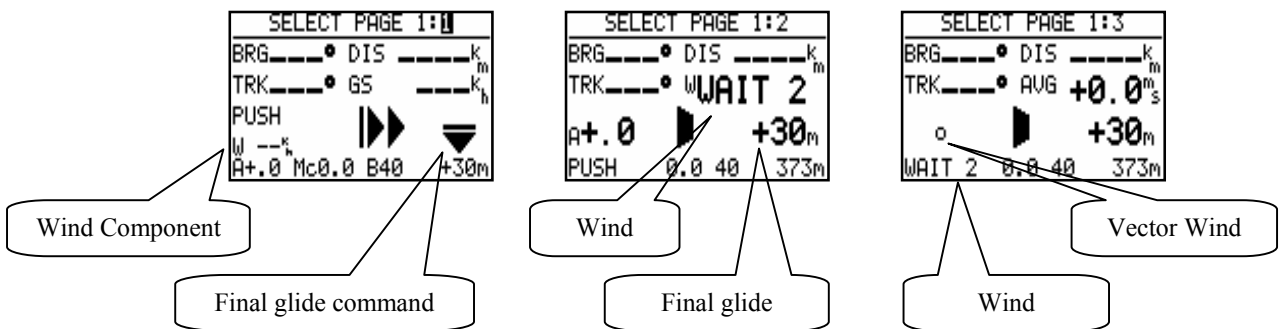 SELECT PAGE 1:1
BRG___° DIS ____km
TRK___° GS ___kh
PUSH
W --kh
A+.0 Mc0.0 B40 +30m
Wind Component
Final glide command
SELECT PAGE 1:2
BRG___° DIS ____km
TRK___° WWAIT 2
A+.0 +30m
PUSH 0.0 40 373m
Wind
Final glide
SELECT PAGE 1:3
BRG___° DIS ____km
TRK___° AVG +0.0ms
+30m
WAIT 2 0.0 40 373m
Wind
Vector Wind